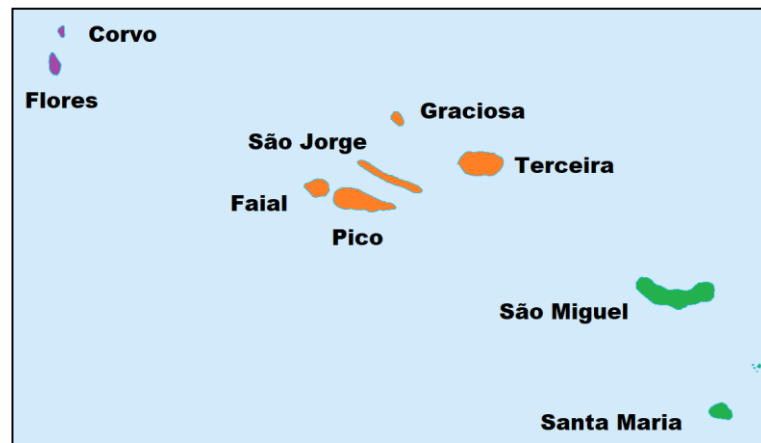 Corvo
Flores
Graciosa
São Jorge
Terceira
Faial
Pico
São Miguel
Santa Maria